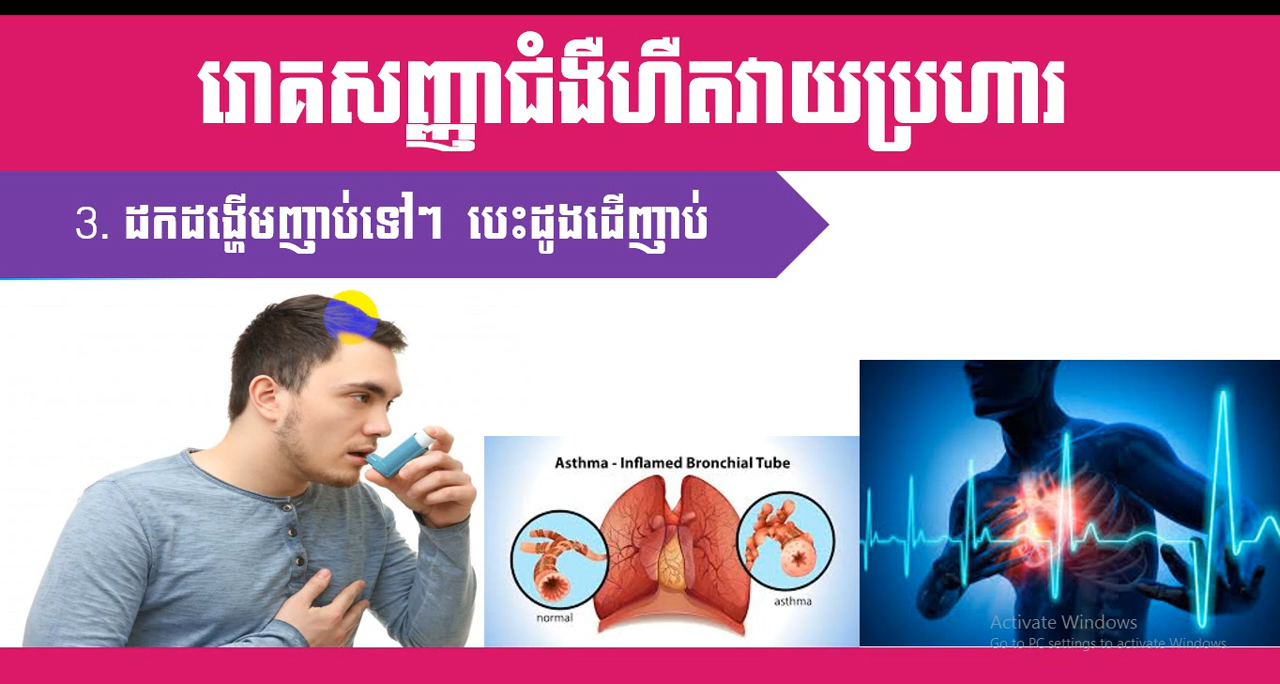 រោគសញ្ញាជំងឺហឺតវាយប្រហារ
3. ដកដង្ហើមញាប់ទៅៗ បេះដូងដើញាប់
Asthma - Inflamed Bronchial Tube
normal
asthma
Activate Windows
Go to PC settings to activate Windows.